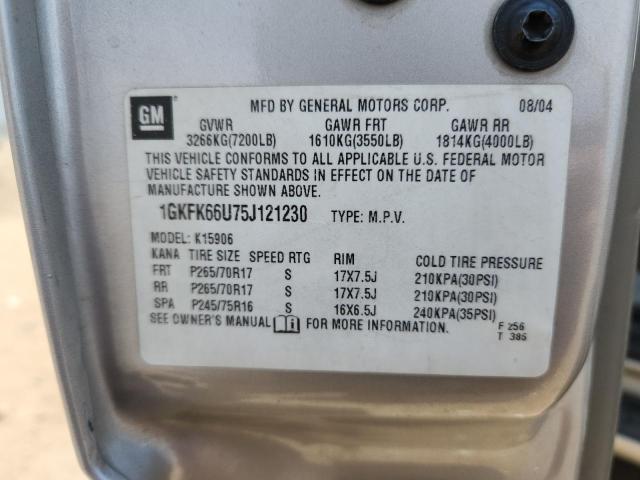 GM
MFD BY GENERAL MOTORS CORP. 08/04
GVWR GAWR FRT GAWR RR
3266KG(7200LB) 1610KG(3550LB) 1814KG(4000LB)
THIS VEHICLE CONFORMS TO ALL APPLICABLE U.S. FEDERAL MOTOR
VEHICLE SAFETY STANDARDS IN EFFECT ON THE DATE OF
MANUFACTURE SHOWN ABOVE.
1GKFK66U75J121230 TYPE: M.P.V.
MODEL: K15906
KANA TIRE SIZE SPEED RTG RIM COLD TIRE PRESSURE
FRT P265/70R17 S 17X7.5J 210KPA(30PSI)
RR P265/70R17 S 17X7.5J 210KPA(30PSI)
SPA P245/75R16 S 16X6.5J 240KPA(35PSI)
SEE OWNER'S MANUAL FOR MORE INFORMATION. F 256
T 385